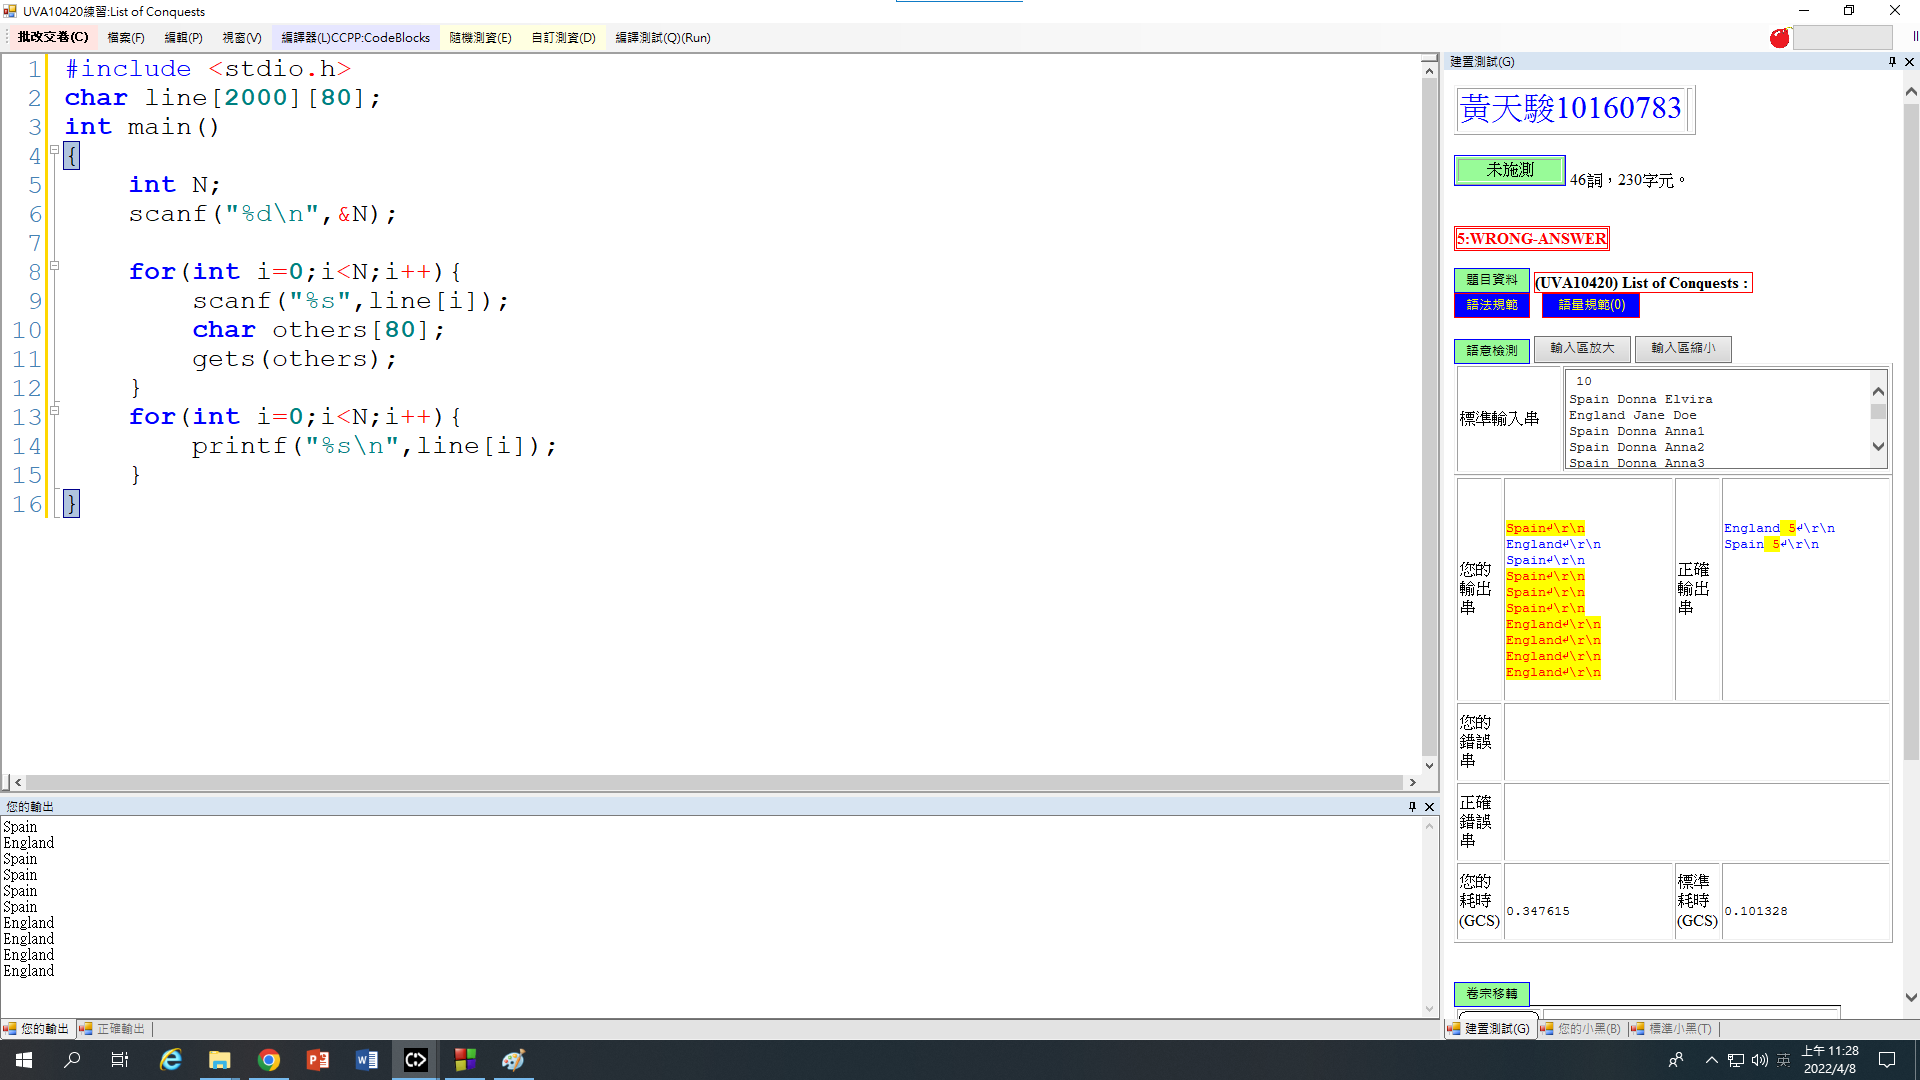 UVA10420練習:List of Conquests
批改交卷(C) 檔案(F) 編輯(P) 視窗(V) 編譯器(L)CCPP:CodeBlocks 隨機測資(E) 自訂測資(D) 編譯測試(Q)(Run)
1 #include <stdio.h>
2 char line[2000][80];
3 int main()
4 {
5 int N;
6 scanf("%d\n",&N);
7
8 for(int i=0;i<N;i++){
9 scanf("%s",line[i]);
10 char others[80];
11 gets(others);
12 }
13 for(int i=0;i<N;i++){
14 printf("%s\n",line[i]);
15 }
16 }
您的輸出
Spain
England
Spain
Spain
Spain
Spain
England
England
England
England
您的輸出 正確輸出
建置測試(G)
黃天駿10160783
未施測 46詞，230字元。
5:WRONG-ANSWER
題目資料 (UVA10420) List of Conquests :
語法規範 語量規範(0)
語意檢測 輸入區放大 輸入區縮小
標準輸入串
10
Spain Donna Elvira
England Jane Doe
Spain Donna Anna1
Spain Donna Anna2
Spain Donna Anna3
您的
輸出
串
Spain↲\r\n
England↲\r\n
Spain↲\r\n
Spain↲\r\n
Spain↲\r\n
Spain↲\r\n
England↲\r\n
England↲\r\n
England↲\r\n
England↲\r\n
正確
輸出
串
England 5↲\r\n
Spain 5↲\r\n
您的
錯誤
串
正確
錯誤
串
您的
耗時
(GCS)
0.347615
標準
耗時
(GCS)
0.101328
卷宗移轉
建置測試(G) 您的小黑(B) 標準小黑(T)
英
上午 11:28
2022/4/8